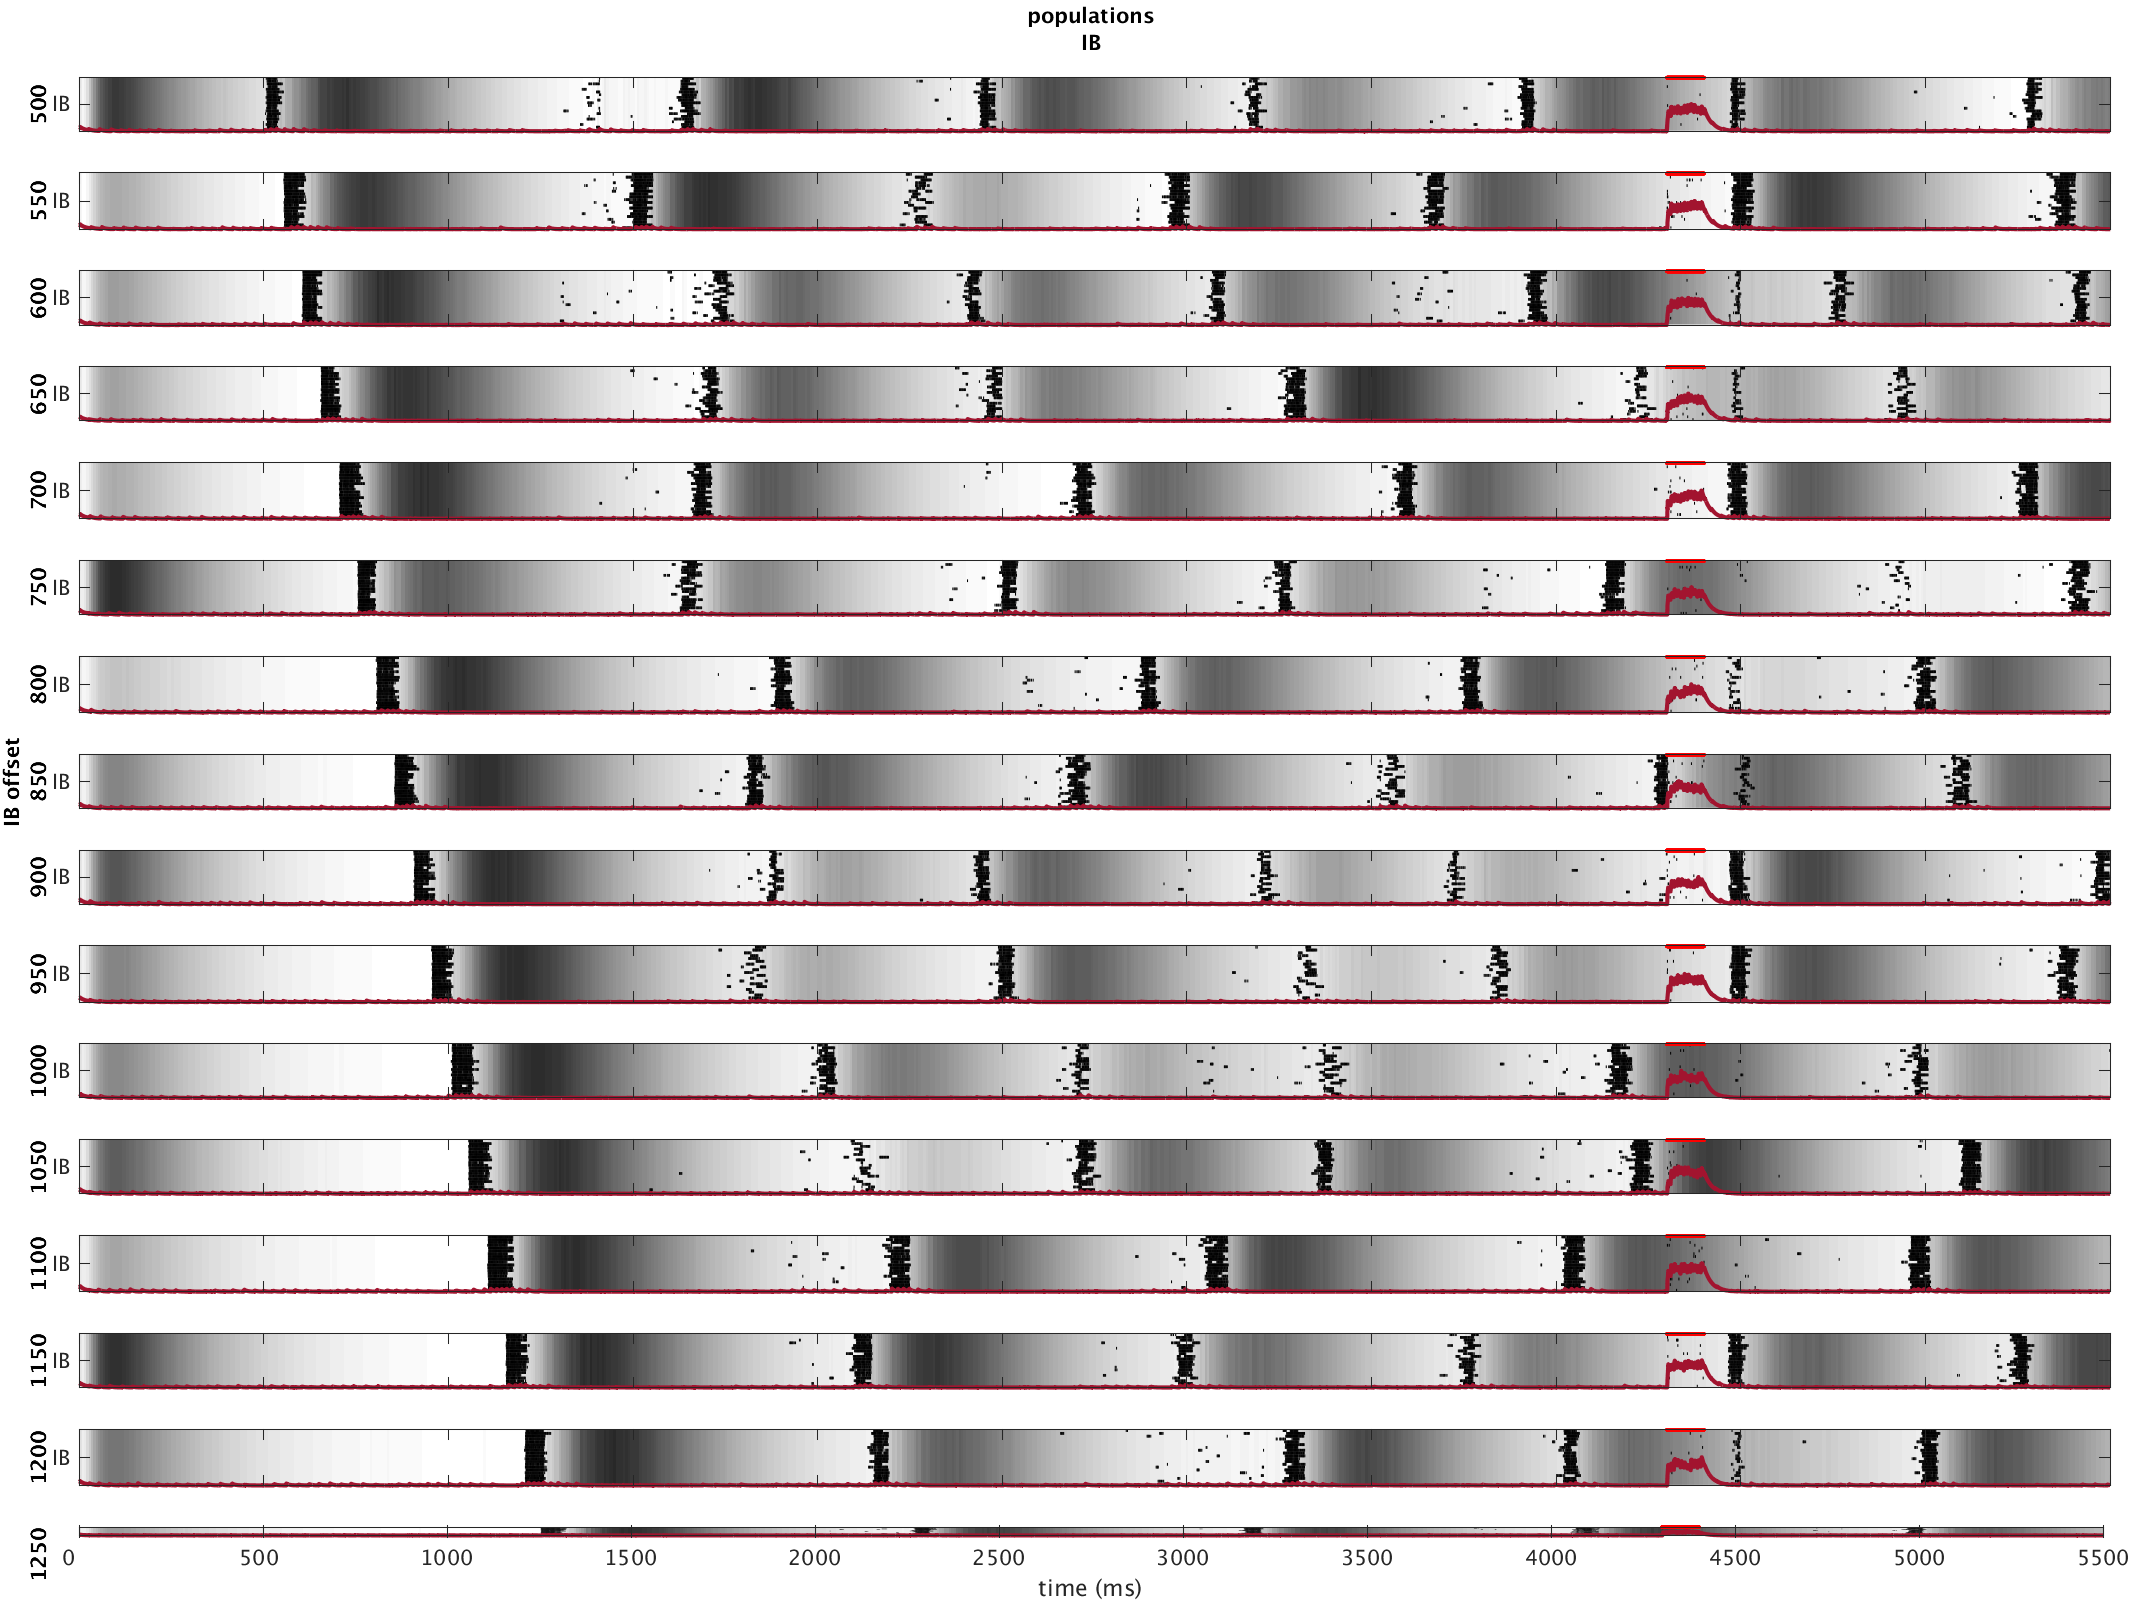 populations
IB
IB offset
500 IB
550 IB
600 IB
650 IB
700 IB
750 IB
800 IB
850 IB
900 IB
950 IB
1000 IB
1050 IB
1100 IB
1150 IB
1200 IB
1250
0 500 1000 1500 2000 2500 3000 3500 4000 4500 5000 5500
time (ms)